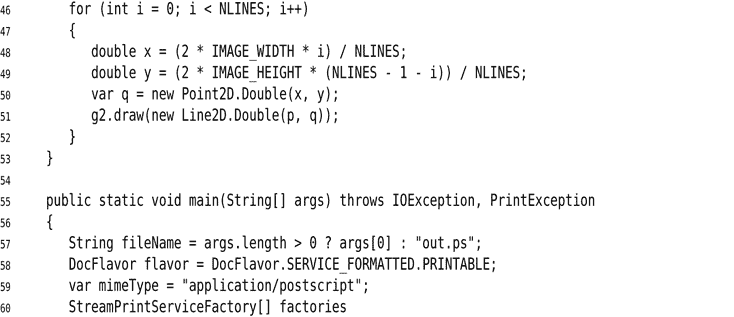 46 for (int i = 0; i < NLINES; i++)
47 {
48 double x = (2 * IMAGE_WIDTH * i) / NLINES;
49 double y = (2 * IMAGE_HEIGHT * (NLINES - 1 - i)) / NLINES;
50 var q = new Point2D.Double(x, y);
51 g2.draw(new Line2D.Double(p, q));
52 }
53 }
54
55 public static void main(String[] args) throws IOException, PrintException
56 {
57 String fileName = args.length > 0 ? args[0] : "out.ps";
58 DocFlavor flavor = DocFlavor.SERVICE_FORMATTED.PRINTABLE;
59 var mimeType = "application/postscript";
60 StreamPrintServiceFactory[] factories